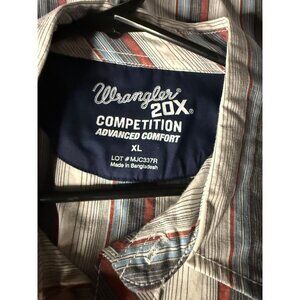 Wrangler
20X
COMPETITION
ADVANCED COMFORT
XL
LOT # MJC337R
Made in Bangladesh